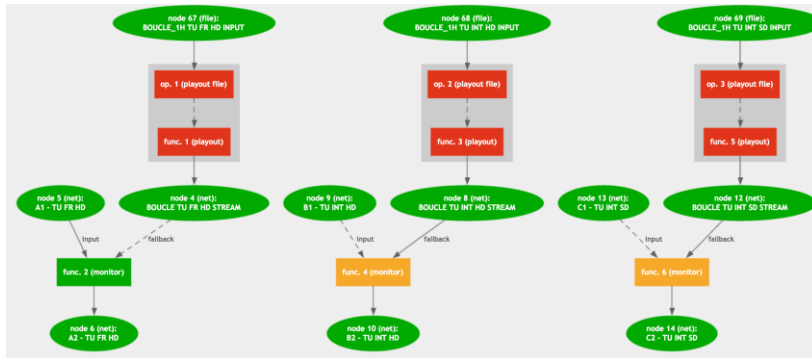 node 67 (file):
BOUCLE_1H TU FR HD INPUT
node 68 (file):
BOUCLE_1H TU INT HD INPUT
node 69 (file):
BOUCLE_1H TU INT SD INPUT
op. 1 (playout file)
op. 2 (playout file)
op. 3 (playout file)
func. 1 (playout)
func. 3 (playout)
func. 5 (playout)
node 5 (net):
A1 - TU FR HD
node 4 (net):
BOUCLE TU FR HD STREAM
node 9 (net):
B1 - TU INT HD
node 8 (net):
BOUCLE TU INT HD STREAM
node 13 (net):
C1 - TU INT SD
node 12 (net):
BOUCLE TU INT SD STREAM
input
fallback
input
fallback
input
fallback
func. 2 (monitor)
func. 4 (monitor)
func. 6 (monitor)
node 6 (net):
A2 - TU FR HD
node 10 (net):
B2 - TU INT HD
node 14 (net):
C2 - TU INT SD